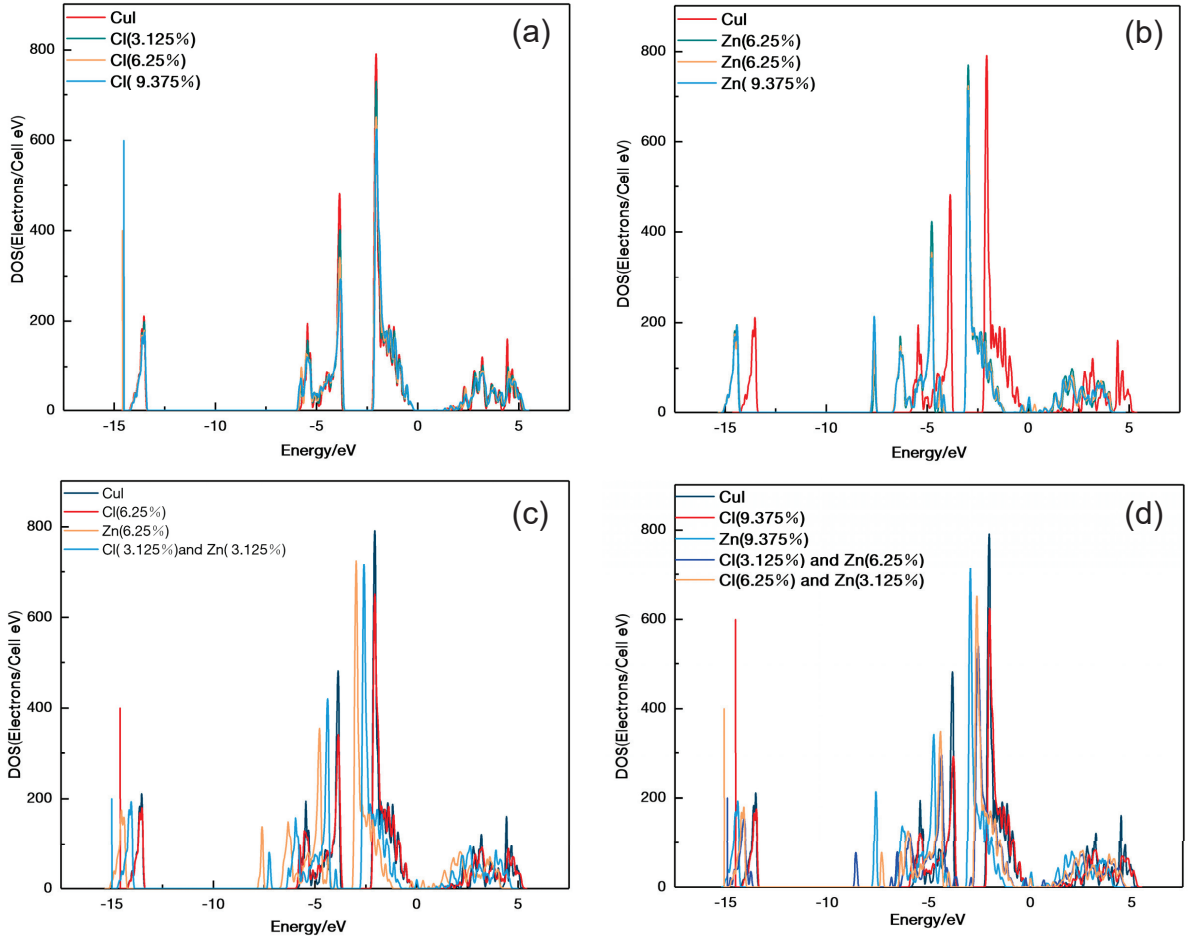 (a)
CuI
Cl(3.125%)
Cl(6.25%)
Cl( 9.375%)
DOS(Electrons/Cell eV)
800
600
400
200
0
-15
-10
-5
0
5
Energy/eV
(b)
CuI
Zn(6.25%)
Zn(6.25%)
Zn( 9.375%)
DOS(Electrons/Cell eV)
800
600
400
200
0
-15
-10
-5
0
5
Energy/eV
(c)
CuI
Cl(6.25%)
Zn(6.25%)
Cl( 3.125%)and Zn( 3.125%)
DOS(Electrons/Cell eV)
800
600
400
200
0
-15
-10
-5
0
5
Energy/eV
(d)
CuI
Cl(9.375%)
Zn(9.375%)
Cl(3.125%) and Zn(6.25%)
Cl(6.25%) and Zn(3.125%)
DOS(Electrons/Cell eV)
800
600
400
200
0
-15
-10
-5
0
5
Energy/eV